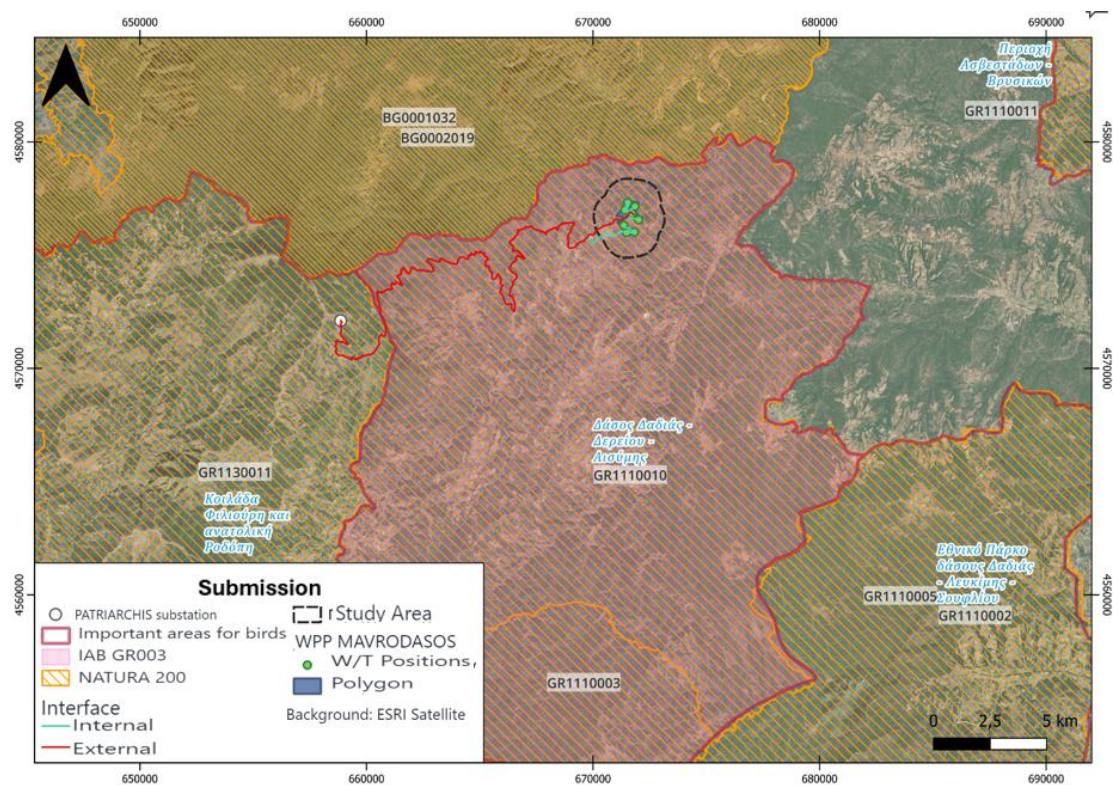 650000 660000 670000 680000 690000
Περιοχή
Ασβεστάδων -
Βρυσικών
GR1110011
BG0001032
BG0002019
4580000 4580000
4570000 4570000
Δάσος Δαδιάς -
Δερείου -
Αισύμης
GR1110010
GR1130011
Κοιλάδα
Φιλιούρη και
ανατολική
Ροδόπη
Εθνικό Πάρκο
δάσους Δαδιάς
- Λευκίμης -
Σουφλίου
GR1110005
GR1110002
4560000 4560000
GR1110003
Submission
PATRIARCHIS substation
Important areas for birds
IAB GR003
NATURA 200
Interface
Internal
External
Study Area
WPP MAVRODASOS
W/T Positions,
Polygon
Background: ESRI Satellite
0 2,5 5 km
650000 660000 670000 680000 690000